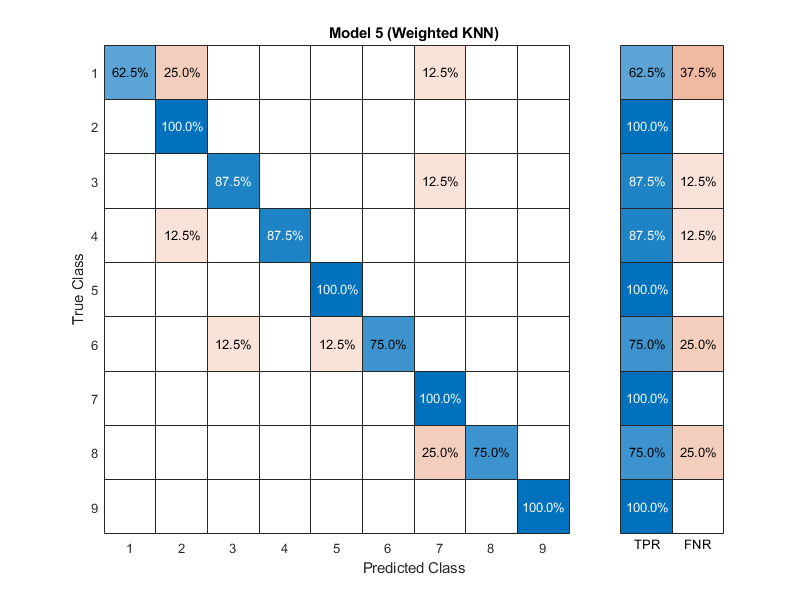 Model 5 (Weighted KNN)
1 62.5% 25.0% 12.5% 62.5% 37.5%
2 100.0% 100.0%
3 87.5% 12.5% 87.5% 12.5%
4 12.5% 87.5% 87.5% 12.5%
5 100.0% 100.0%
6 12.5% 12.5% 75.0% 75.0% 25.0%
7 100.0% 100.0%
8 25.0% 75.0% 75.0% 25.0%
9 100.0% 100.0%
True Class
1 2 3 4 5 6 7 8 9 TPR FNR
Predicted Class